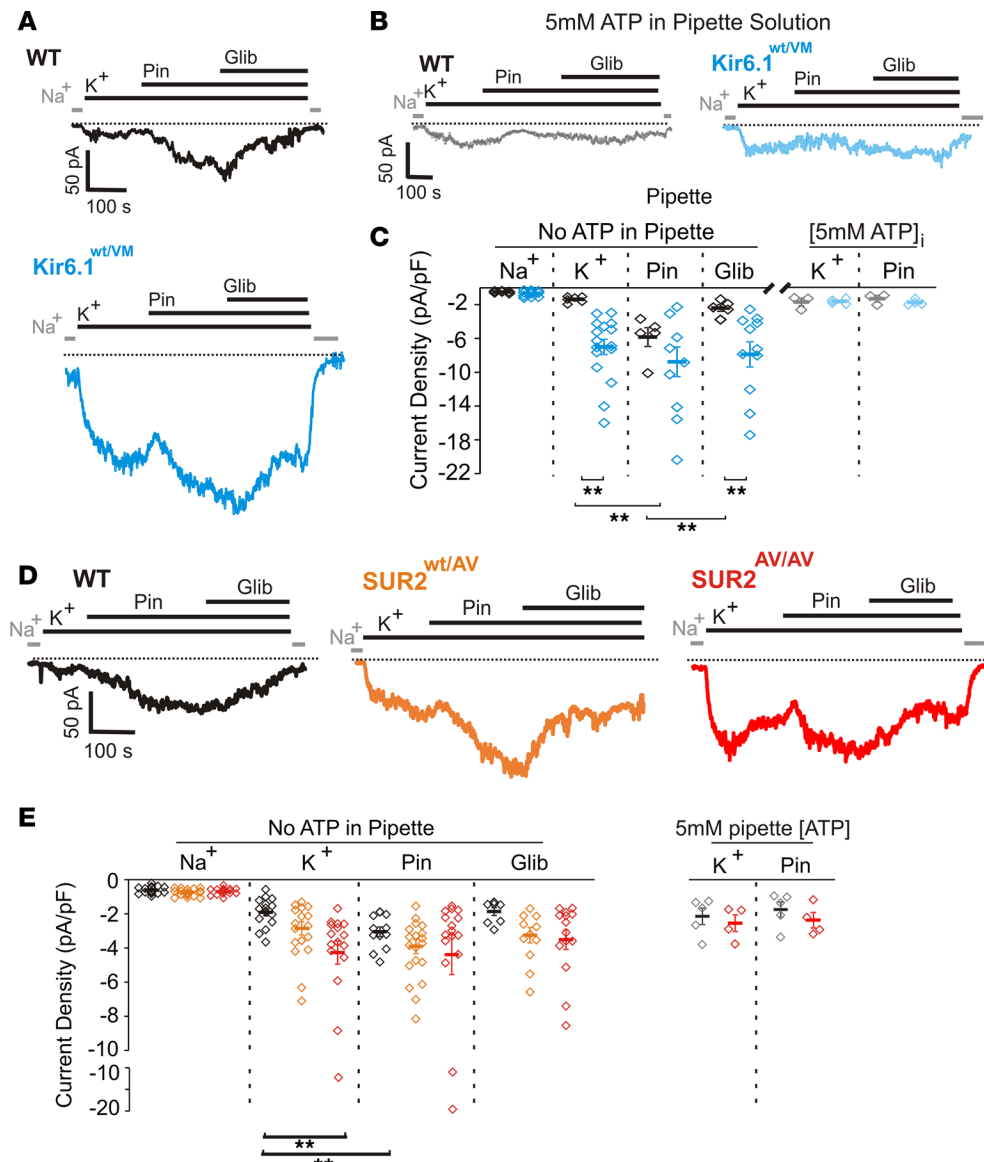 A
WT
Glib
Pin
K+
Na+
50 pA
100 s
Kir6.1wt/VM
Glib
Pin
K+
Na+
B
5mM ATP in Pipette Solution
WT
Glib
Pin
K+
Na+
Kir6.1wt/VM
Glib
Pin
K+
Na+
50 pA
100 s
Pipette
C
No ATP in Pipette
[5mM ATP]i
Na+ K+ Pin Glib K+ Pin
Current Density (pA/pF)
-2
-6
-10
-14
-18
-22
** **
** **
D
WT
Glib
Pin
K+
Na+
50 pA
100 s
SUR2wt/AV
Glib
Pin
K+
Na+
SUR2AV/AV
Glib
Pin
K+
Na+
E
No ATP in Pipette
5mM pipette [ATP]
Na+ K+ Pin Glib K+ Pin
Current Density (pA/pF)
0
-2
-4
-6
-8
-10
-10
-20
**
**